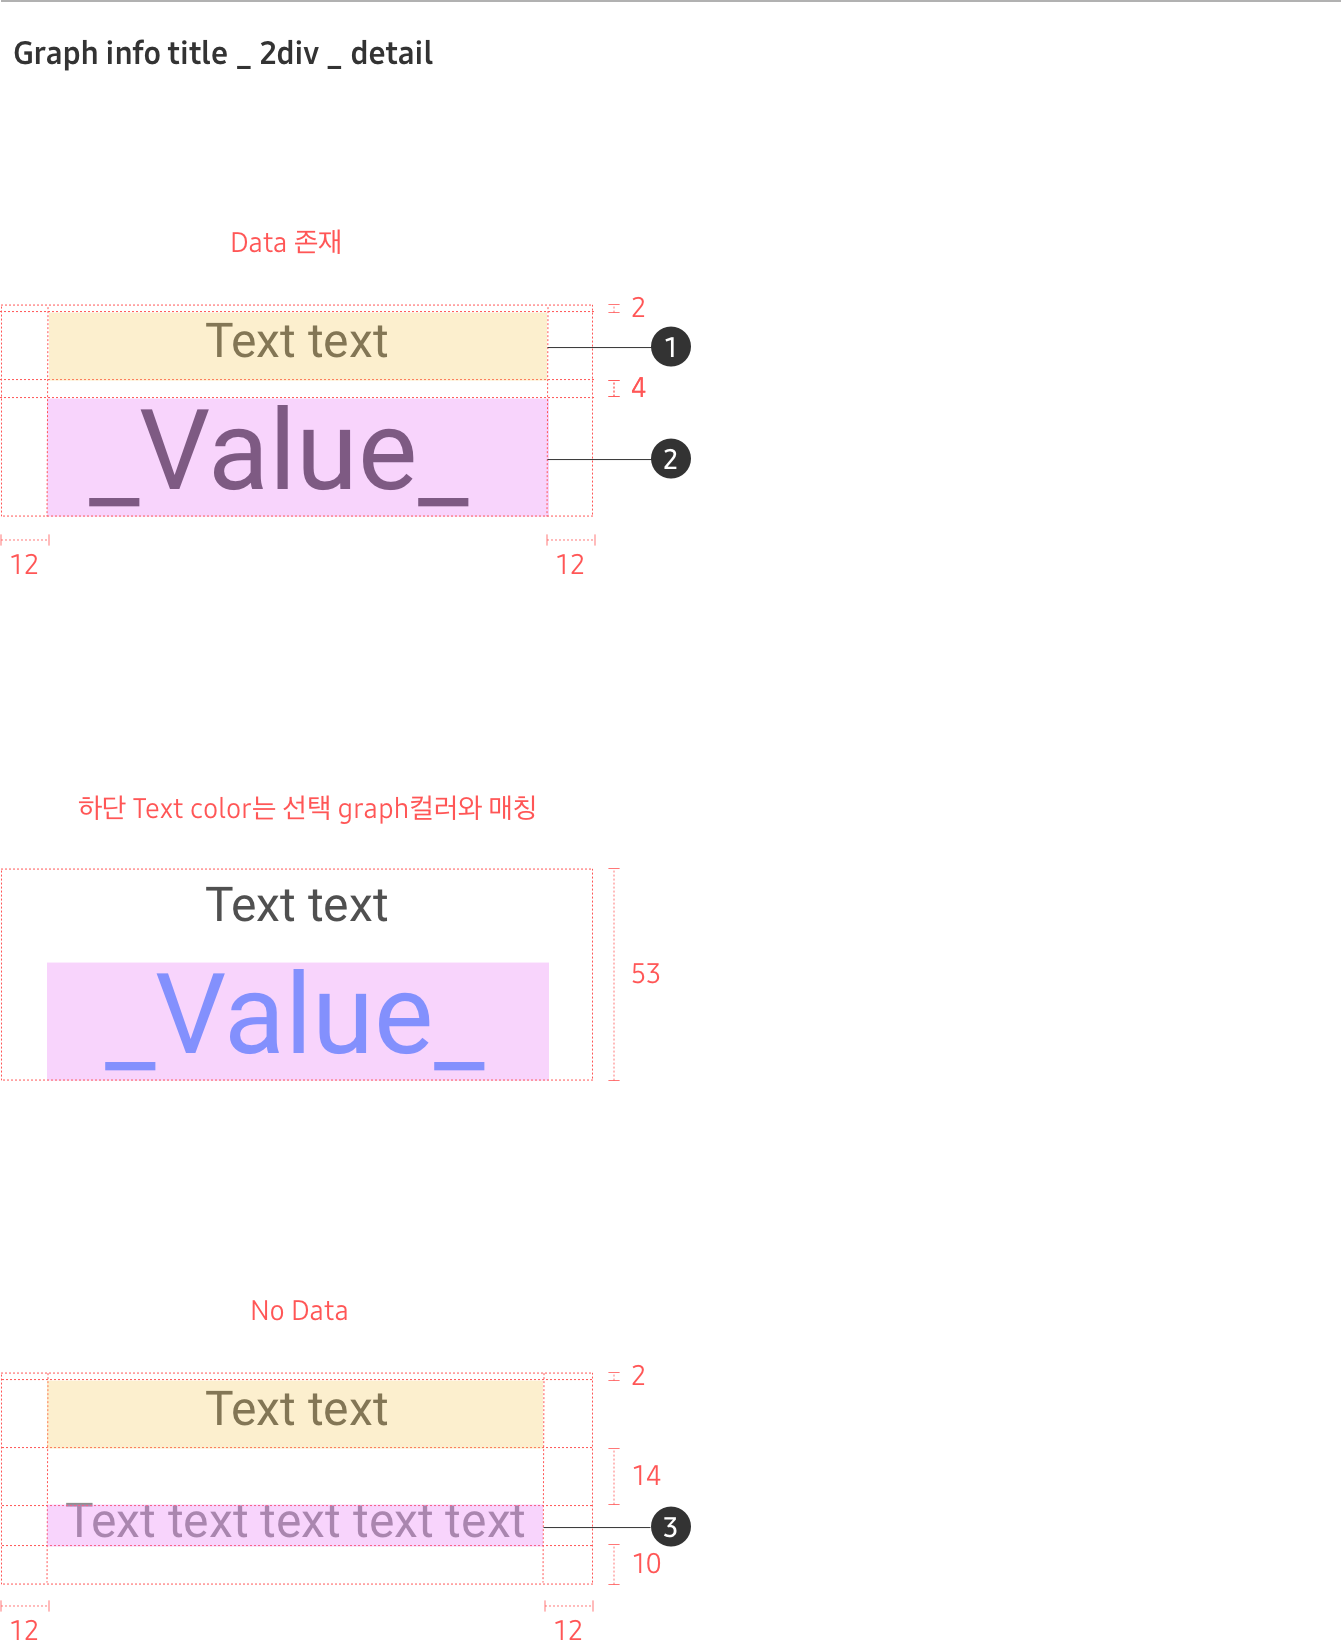 Graph info title _ 2div _ detail
Data 존재
2
Text text
1
4
_Value_
2
12
12
하단 Text color는 선택 graph컬러와 매칭
Text text
53
_Value_
No Data
2
Text text
14
Text text text text text
3
10
12
12